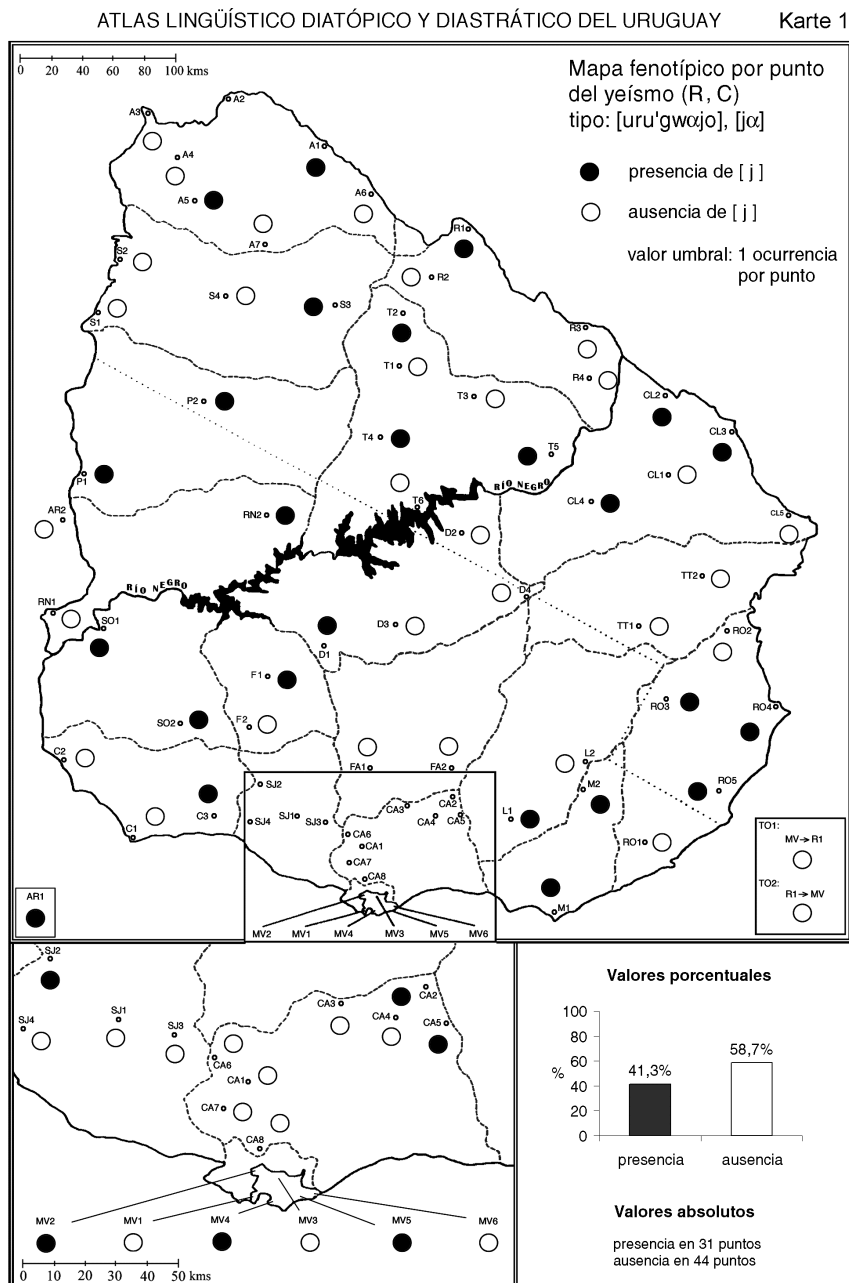 ATLAS LINGÜÍSTICO DIATÓPICO Y DIASTRÁTICO DEL URUGUAY Karte 1
0 20 40 60 80 100 kms
Mapa fenotípico por punto
del yeísmo (R, C)
tipo: [uru'gwɑjo], [jɑ]
presencia de [ j ]
ausencia de [ j ]
valor umbral: 1 ocurrencia
por punto
A2
A3
A1
A4
A5
A6
A7
R1
S2
R2
S4
S3
S1
T2
R3
T1
R4
P2
T3
CL2
CL3
T4
T5
P1
CL1
RÍO NEGRO
CL4
AR2
RN2
T6
CL5
D2
TT2
RÍO NEGRO
D4
RN1
SO1
D3
TT1
RO2
D1
F1
RO3
RO4
SO2
F2
C2
FA1
FA2
L2
SJ2
M2
RO5
CA2
CA3
C3
SJ4
SJ1
SJ3
CA4
CA5
L1
C1
CA6
CA1
RO1
CA7
CA8
M1
TO1:
MV→R1
TO2:
R1→MV
AR1
MV2 MV1 MV4 MV3 MV5 MV6
SJ2
CA2
CA3
SJ4
SJ1
SJ3
CA4
CA5
CA6
CA1
CA7
CA8
MV2 MV1 MV4 MV3 MV5 MV6
0 10 20 30 40 50 kms
Valores porcentuales
100
80
60
40
20
0
%
41,3%
58,7%
presencia ausencia
Valores absolutos
presencia en 31 puntos
ausencia en 44 puntos